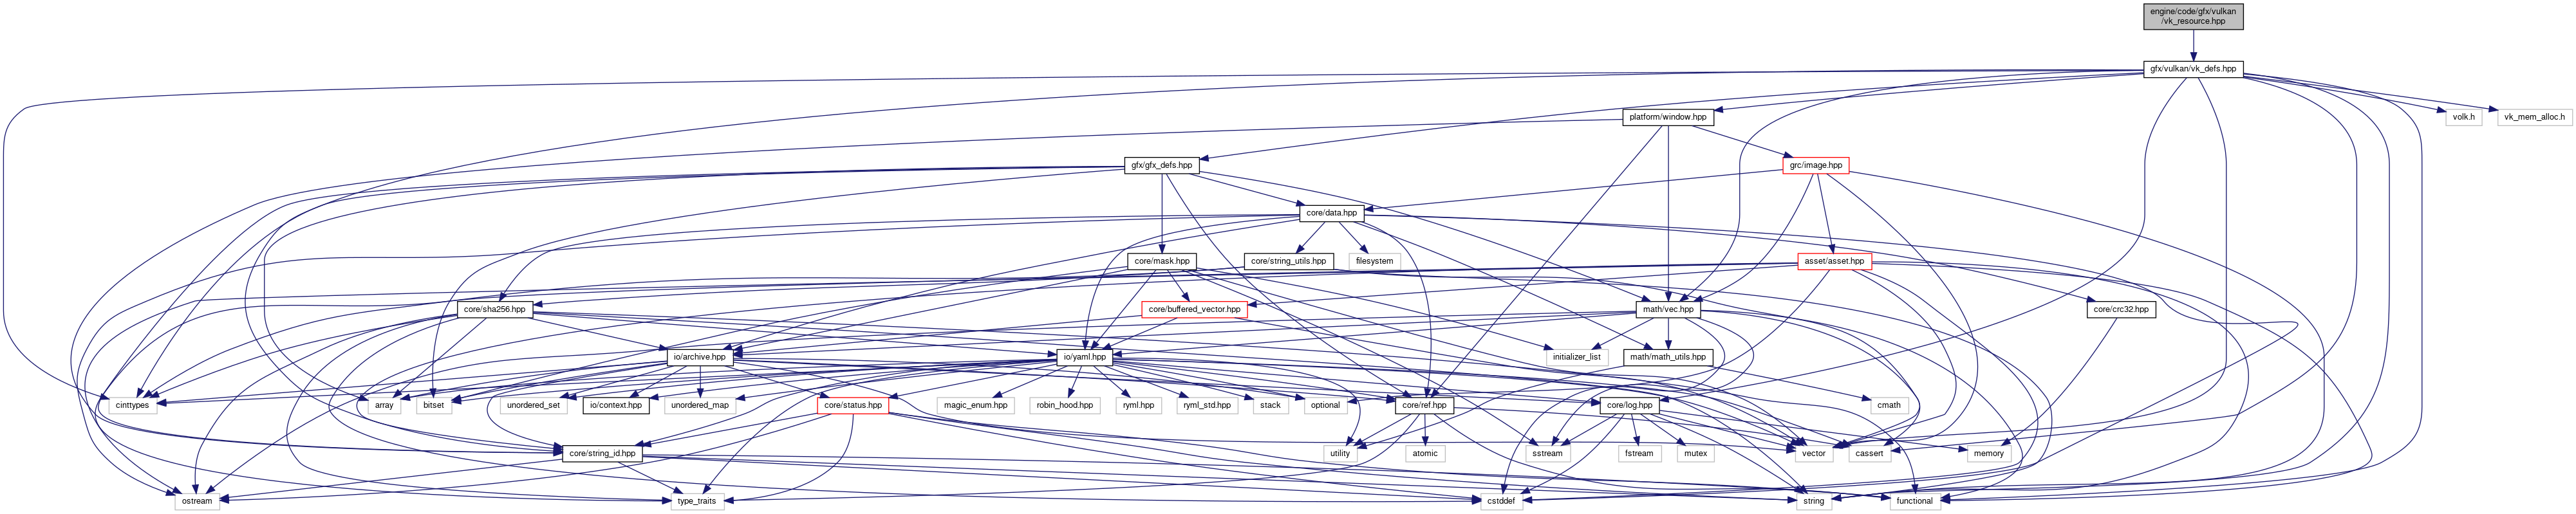 engine/code/gfx/vulkan
/vk_resource.hpp
gfx/vulkan/vk_defs.hpp
platform/window.hpp
volk.h
vk_mem_alloc.h
gfx/gfx_defs.hpp
grc/image.hpp
core/data.hpp
core/mask.hpp
core/string_utils.hpp
filesystem
asset/asset.hpp
core/sha256.hpp
core/buffered_vector.hpp
math/vec.hpp
core/crc32.hpp
io/archive.hpp
io/yaml.hpp
initializer_list
math/math_utils.hpp
cinttypes
array
bitset
unordered_set
io/context.hpp
unordered_map
core/status.hpp
magic_enum.hpp
robin_hood.hpp
ryml.hpp
ryml_std.hpp
stack
optional
core/ref.hpp
core/log.hpp
cmath
core/string_id.hpp
utility
atomic
sstream
fstream
mutex
vector
cassert
memory
ostream
type_traits
cstddef
string
functional